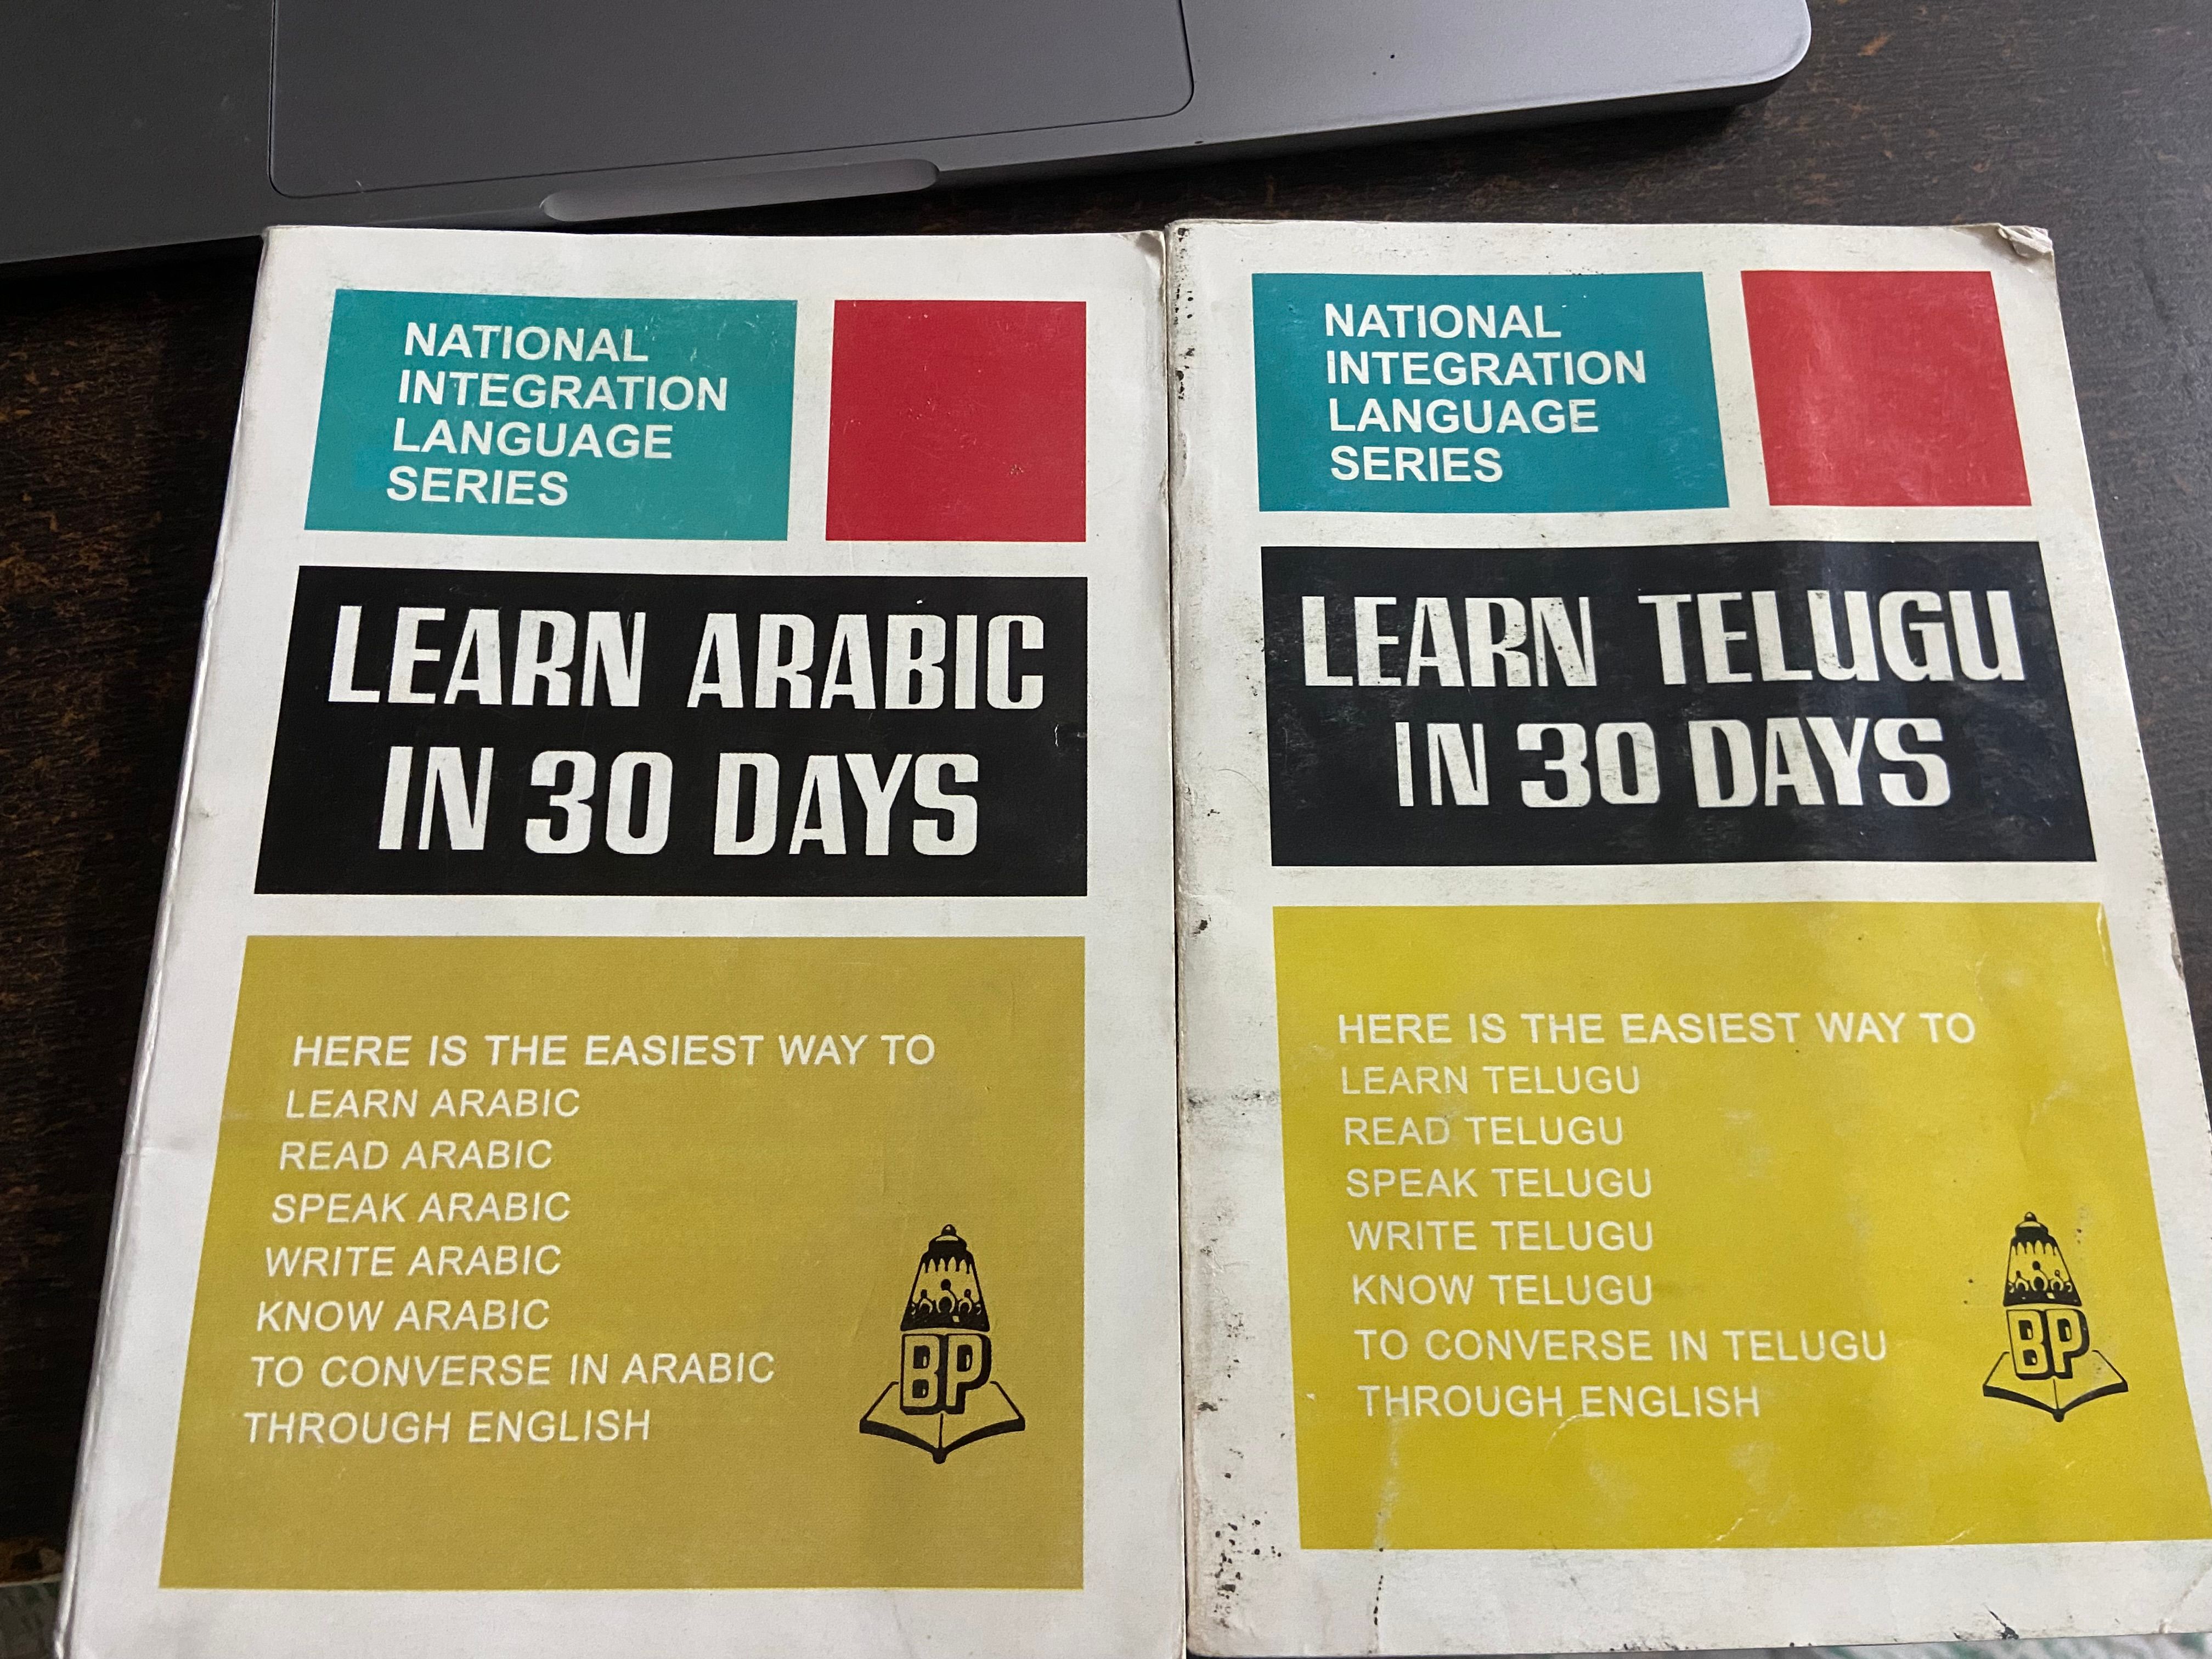 NATIONAL
INTEGRATION
LANGUAGE
SERIES
LEARN ARABIC
IN 30 DAYS
HERE IS THE EASIEST WAY TO
LEARN ARABIC
READ ARABIC
SPEAK ARABIC
WRITE ARABIC
KNOW ARABIC
TO CONVERSE IN ARABIC
THROUGH ENGLISH
BP
NATIONAL
INTEGRATION
LANGUAGE
SERIES
LEARN TELUGU
IN 30 DAYS
HERE IS THE EASIEST WAY TO
LEARN TELUGU
READ TELUGU
SPEAK TELUGU
WRITE TELUGU
KNOW TELUGU
TO CONVERSE IN TELUGU
THROUGH ENGLISH
BP